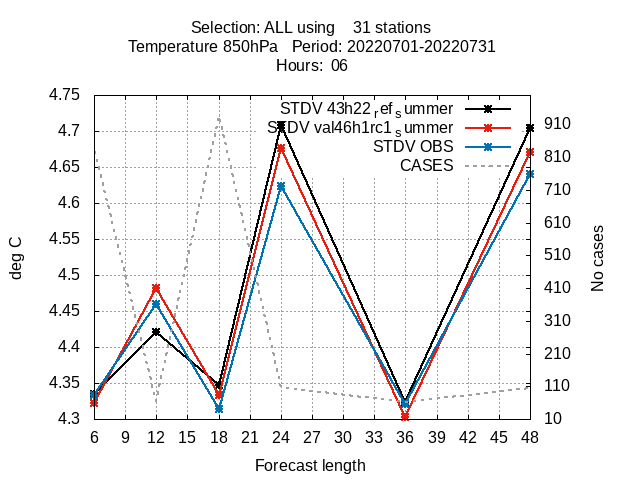 Selection: ALL using    31 stations
Temperature 850hPa   Period: 20220701-20220731
Hours:  06
STDV 43h22refsummer
STDV val46h1rc1summer
STDV OBS
CASES
4.75
4.7
4.65
4.6
4.55
4.5
4.45
4.4
4.35
4.3
deg C
910
810
710
610
510
410
310
210
110
10
No cases
6 9 12 15 18 21 24 27 30 33 36 39 42 45 48
Forecast length